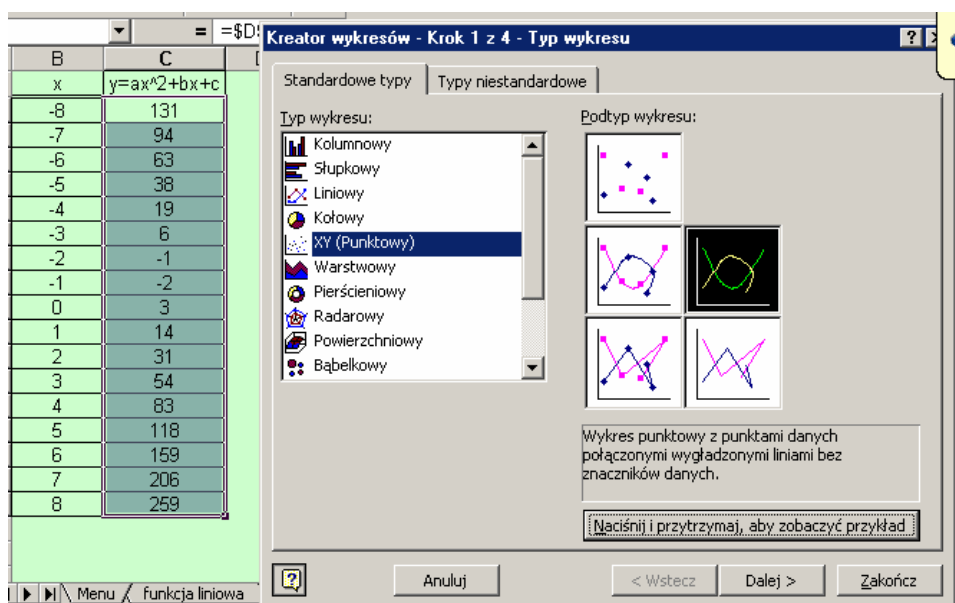 = =$D$
Kreator wykresów - Krok 1 z 4 - Typ wykresu
B C
x y=ax^2+bx+c
-8 131
-7 94
-6 63
-5 38
-4 19
-3 6
-2 -1
-1 -2
0 3
1 14
2 31
3 54
4 83
5 118
6 159
7 206
8 259
Menu funkcja liniowa
Standardowe typy Typy niestandardowe
Typ wykresu:
Kolumnowy
Słupkowy
Liniowy
Kołowy
XY (Punktowy)
Warstwowy
Pierścieniowy
Radarowy
Powierzchniowy
Bąbelkowy
Podtyp wykresu:
Wykres punktowy z punktami danych
połączonymi wygładzonymi liniami bez
znaczników danych.
Naciśnij i przytrzymaj, aby zobaczyć przykład
Anuluj < Wstecz Dalej > Zakończ